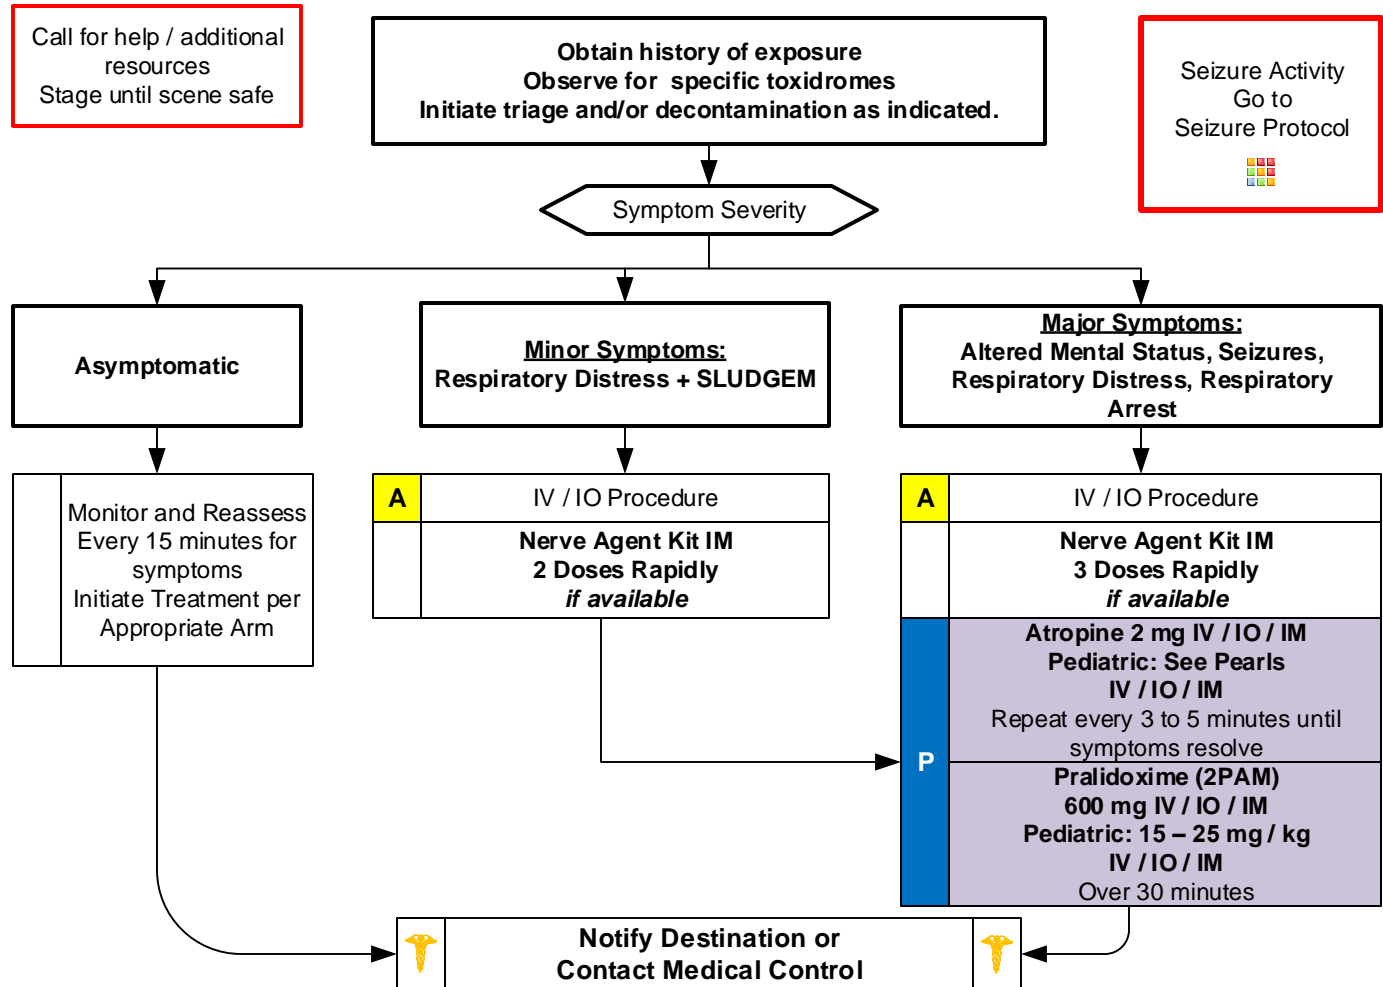 Call for help / additional
resources
Stage until scene safe
Obtain history of exposure
Observe for specific toxidromes
Initiate triage and/or decontamination as indicated.
Seizure Activity
Go to
Seizure Protocol
Symptom Severity
Asymptomatic
Minor Symptoms:
Respiratory Distress + SLUDGEM
Major Symptoms:
Altered Mental Status, Seizures,
Respiratory Distress, Respiratory
Arrest
Monitor and Reassess
Every 15 minutes for
symptoms
Initiate Treatment per
Appropriate Arm
A
IV / IO Procedure
Nerve Agent Kit IM
2 Doses Rapidly
if available
A
IV / IO Procedure
Nerve Agent Kit IM
3 Doses Rapidly
if available
P
Atropine 2 mg IV / IO / IM
Pediatric: See Pearls
IV / IO / IM
Repeat every 3 to 5 minutes until
symptoms resolve
Pralidoxime (2PAM)
600 mg IV / IO / IM
Pediatric: 15 – 25 mg / kg
IV / IO / IM
Over 30 minutes
Notify Destination or
Contact Medical Control